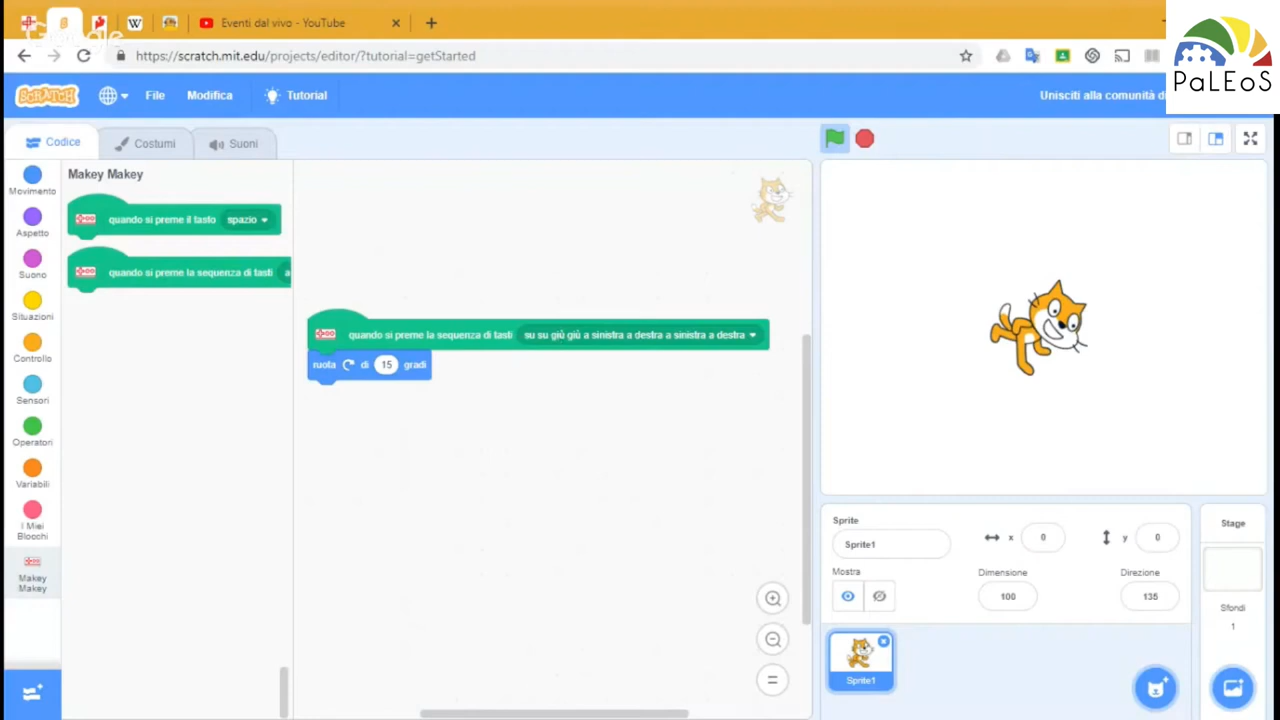 Eventi dal vivo - YouTube
Google
https://scratch.mit.edu/projects/editor/?tutorial=getStarted
PaLEoS
SCRATCH
File
Modifica
Tutorial
Unisciti alla comunità di
Codice
Costumi
Suoni
Movimento
Aspetto
Suono
Situazioni
Controllo
Sensori
Operatori
Variabili
I Miei
Blocchi
Makey
Makey
Makey Makey
quando si preme il tasto spazio
quando si preme la sequenza di tasti a
quando si preme la sequenza di tasti su su giù giù a sinistra a destra a sinistra a destra
ruota di 15 gradi
Sprite
Sprite1
x 0
y 0
Mostra
Dimensione
100
Direzione
135
Sprite1
Stage
Sfondi
1